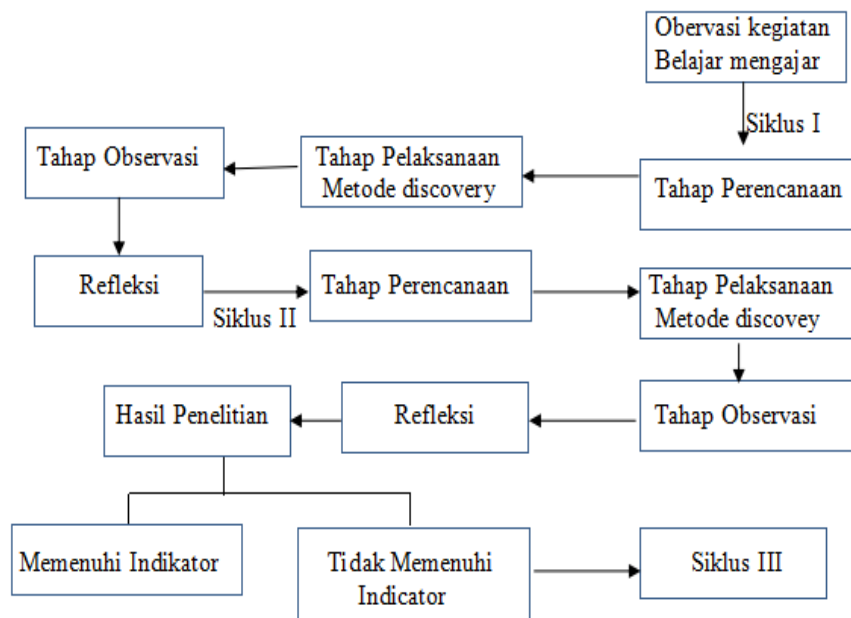 Obervasi kegiatan
Belajar mengajar
Siklus I
Tahap Perencanaan
Tahap Pelaksanaan
Metode discovery
Tahap Observasi
Refleksi
Siklus II
Tahap Perencanaan
Tahap Pelaksanaan
Metode discovey
Tahap Observasi
Refleksi
Hasil Penelitian
Memenuhi Indikator
Tidak Memenuhi
Indicator
Siklus III